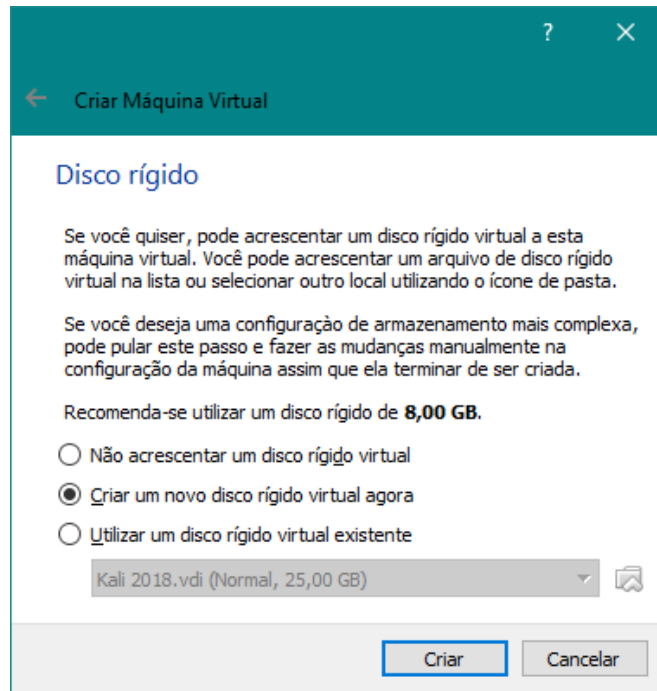 ?
Criar Máquina Virtual
Disco rígido
Se você quiser, pode acrescentar um disco rígido virtual a esta
máquina virtual. Você pode acrescentar um arquivo de disco rígido
virtual na lista ou selecionar outro local utilizando o ícone de pasta.
Se você deseja uma configuraçào de armazenamento mais complexa,
pode pular este passo e fazer as mudanças manualmente na
configuração da máquina assim que ela terminar de ser criada.
Recomenda-se utilizar um disco rígido de 8,00 GB.
Não acrescentar um disco rígido virtual
Criar um novo disco rígido virtual agora
Utilizar um disco rígido virtual existente
Kali 2018.vdi (Normal, 25,00 GB)
Criar Cancelar